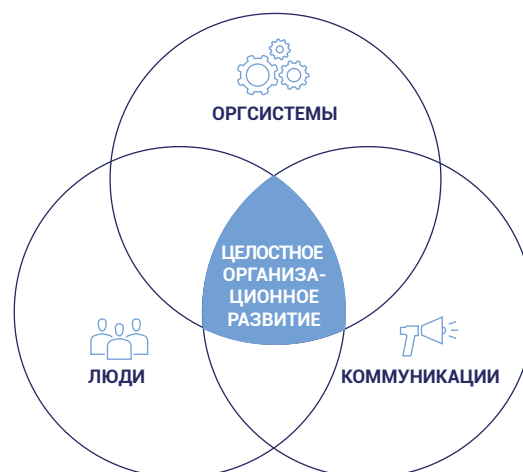 ОРГСИСТЕМЫ
ЦЕЛОСТНОЕ
ОРГАНИЗА-
ЦИОННОЕ
РАЗВИТИЕ
ЛЮДИ
КОММУНИКАЦИИ